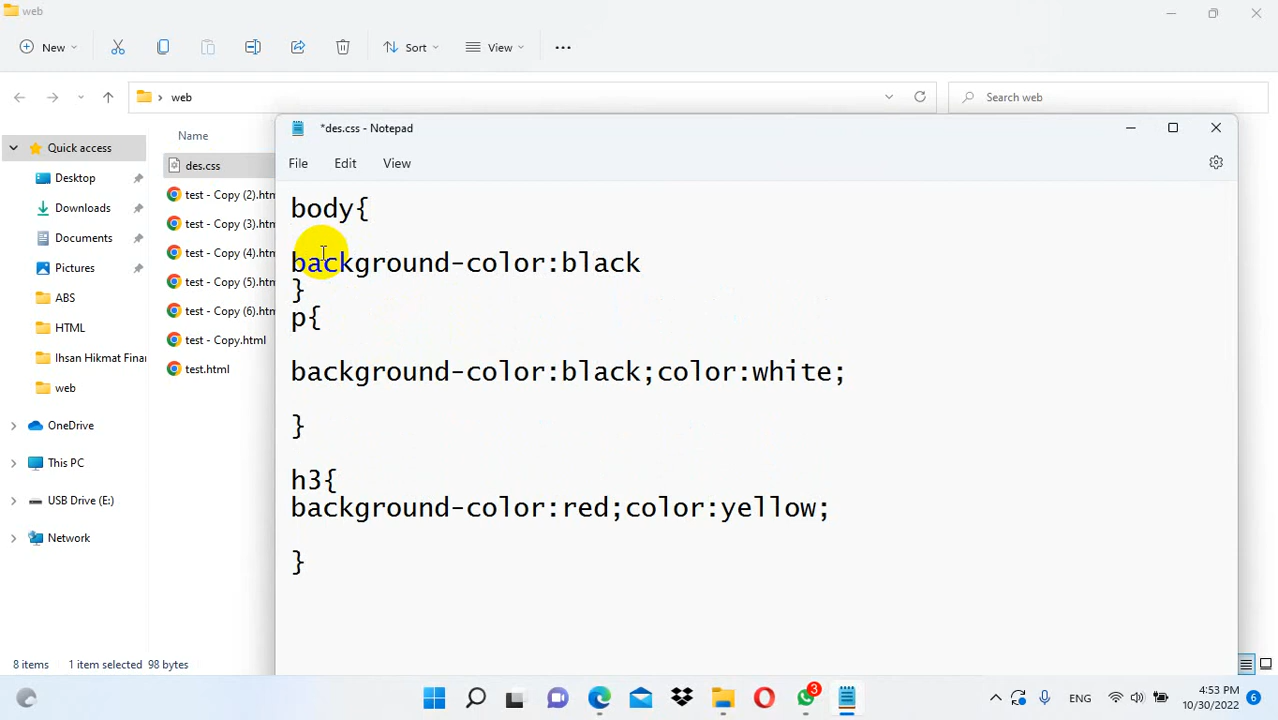 web
New
Sort
View
web
Search web
Quick access
Desktop
Downloads
Documents
Pictures
ABS
HTML
Ihsan Hikmat Finar
web
OneDrive
This PC
USB Drive (E:)
Network
Name
des.css
test - Copy (2).htm
test - Copy (3).htm
test - Copy (4).htm
test - Copy (5).htm
test - Copy (6).htm
test - Copy.html
test.html
*des.css - Notepad
File Edit View
body{
background-color:black
}
p{
background-color:black;color:white;
}
h3{
background-color:red;color:yellow;
}
8 items 1 item selected 98 bytes
3
ENG
4:53 PM
10/30/2022
6